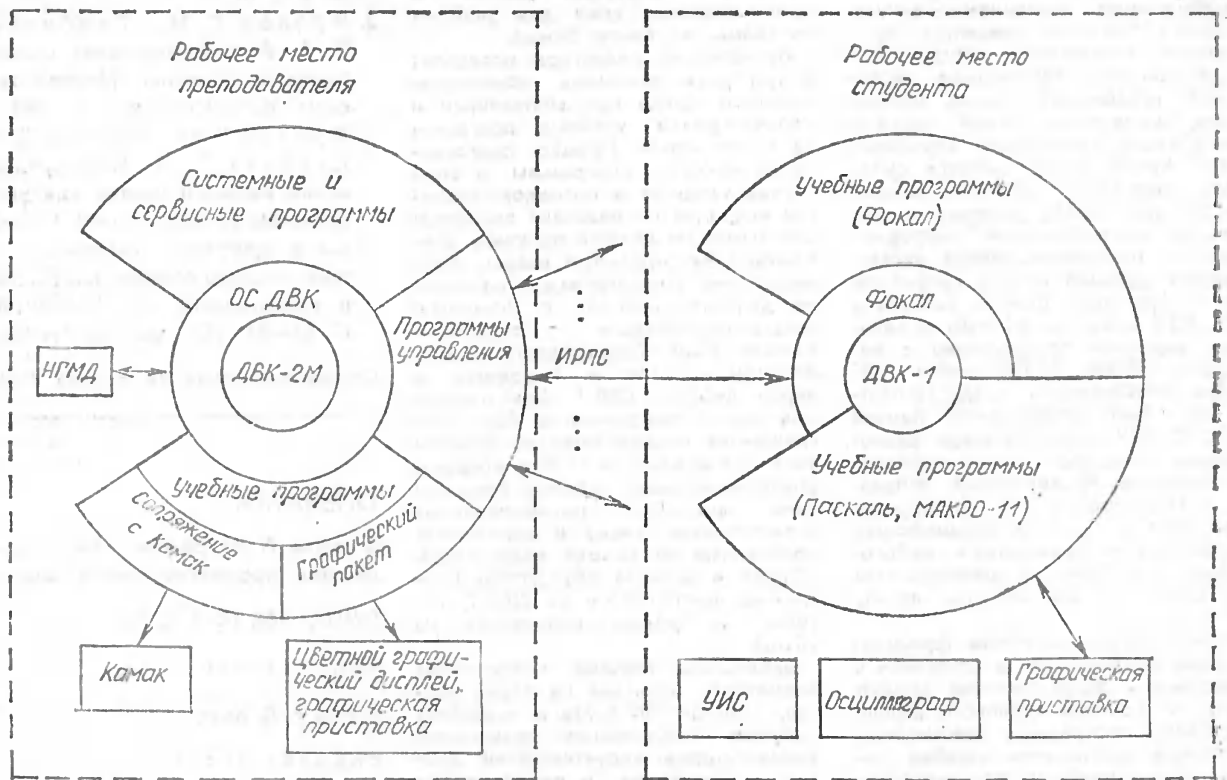 Рабочее место
преподавателя
Системные и
сервисные программы
ОС ДВК
ДВК-2М
НГМД
Программы
управления
Учебные программы
Сопряжение
с Камак
Графический
пакет
Камак
Цветной графи-
ческий дисплей,
графическая
приставка
ИРПС
Рабочее место
студента
Учебные программы
(Фокал)
Фокал
ДВК-1
Учебные программы
(Паскаль, МАКРО-11)
УИС
Осциллограф
Графическая
приставка